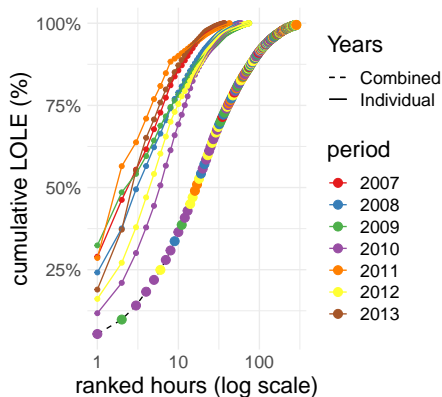 100%
75%
50%
25%
cumulative LOLE (%)
1
10
100
ranked hours (log scale)
Years
Combined
Individual
period
2007
2008
2009
2010
2011
2012
2013